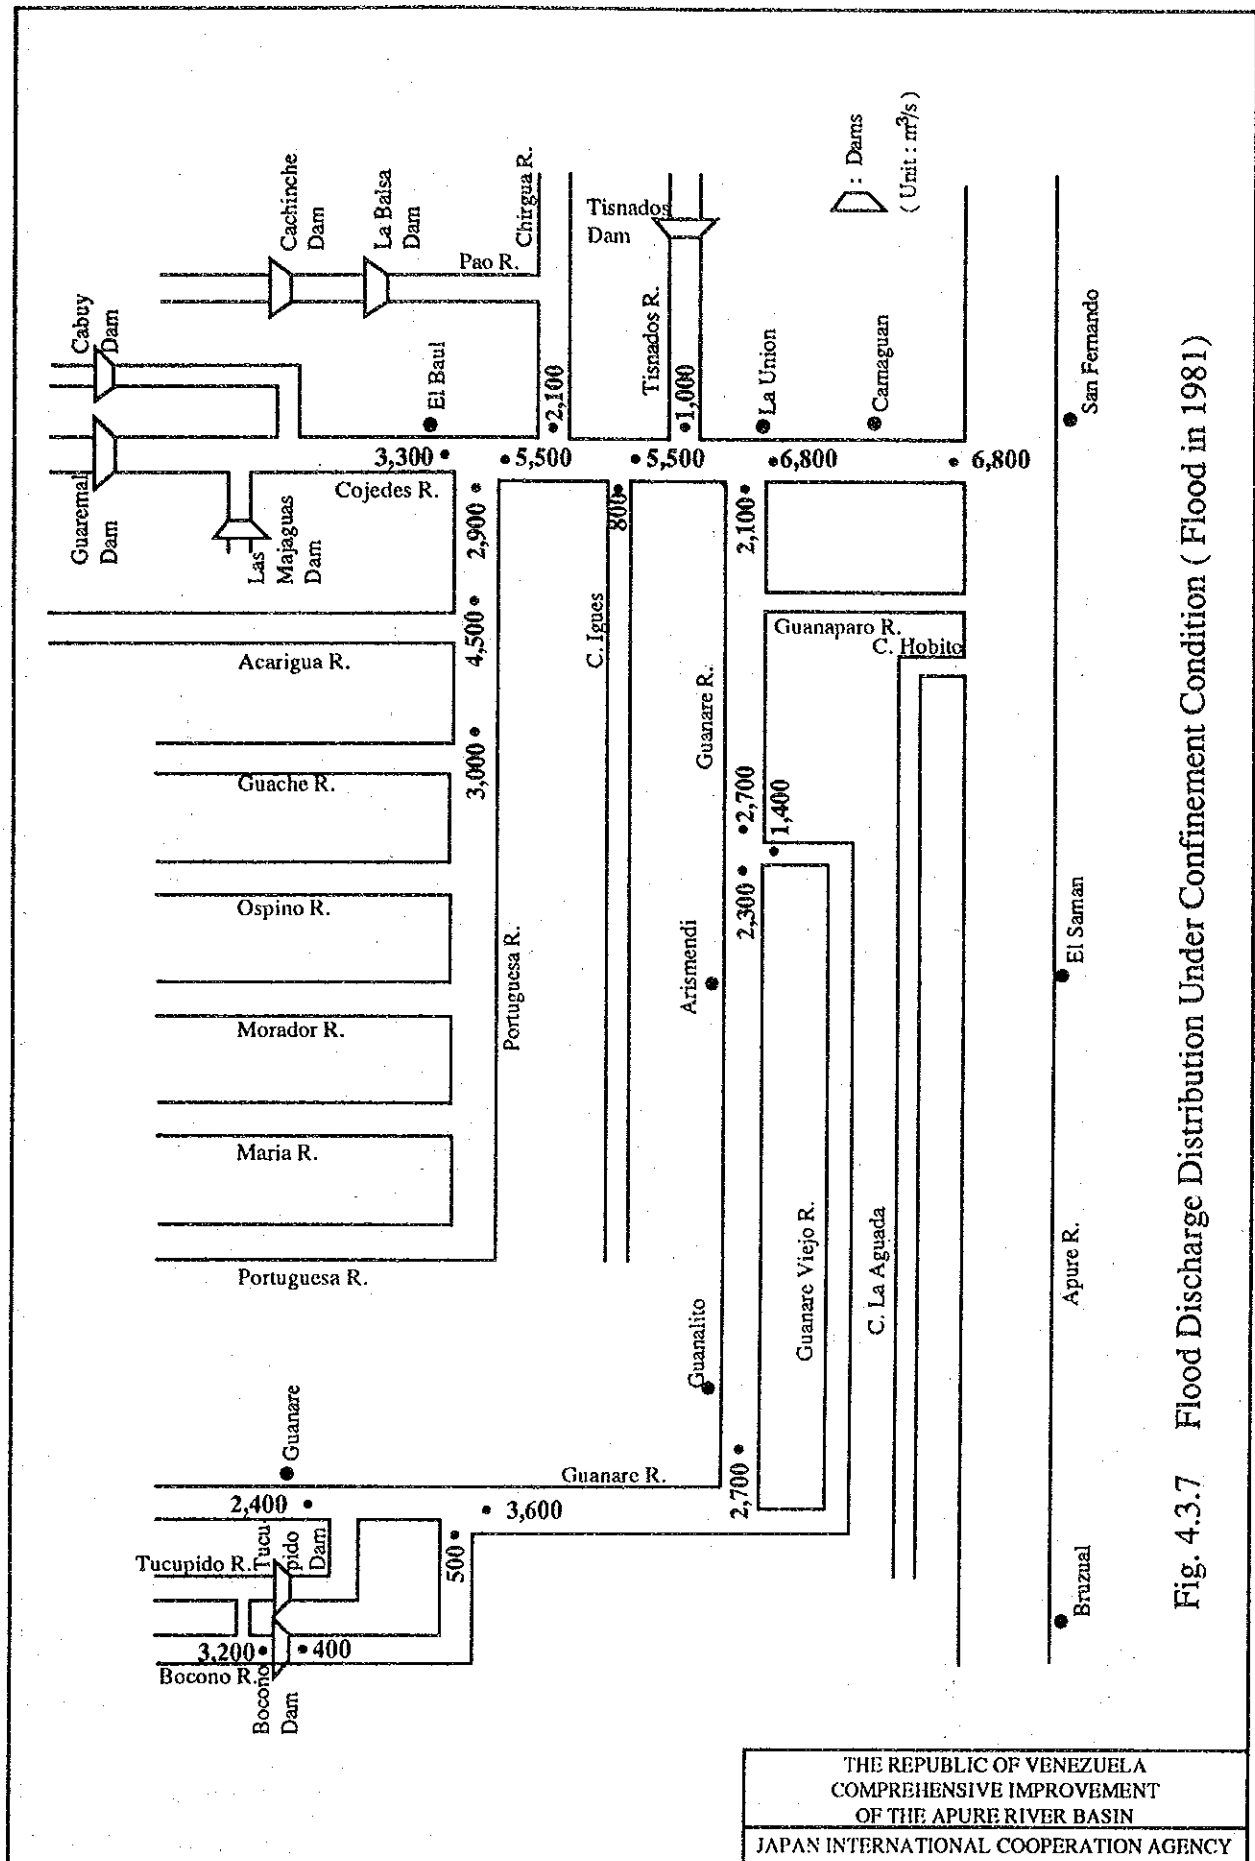 Cachinche
Dam
La Balsa
Dam
Chirgua R.
Pao R.
Cabuy
Dam
Guaremal
Dam
Las
Majaguas
Dam
El Baul
Cojedes R.
3,300
2,100
2,900
5,500
4,500
3,000
Acarigua R.
Guache R.
Ospino R.
Morador R.
Maria R.
Portuguesa R.
Portuguesa R.
Tisnados
Dam
Tisnados R.
1,000
5,500
800
C. Igues
La Union
Camaguan
6,800
6,800
2,100
Guanaparo R.
C. Hobito
Guanare R.
2,700
1,400
2,300
Arismendi
Guanare Viejo R.
C. La Aguada
Guanalito
2,700
Guanare R.
3,600
Guanare
2,400
Tucu
pido
Dam
Tucupido R.
500
3,200
400
Bocono R.
Bocono
Dam
: Dams
( Unit : m³/s )
San Fernando
El Saman
Apure R.
Bruzual
Fig. 4.3.7 Flood Discharge Distribution Under Confinement Condition ( Flood in 1981)
THE REPUBLIC OF VENEZUELA
COMPREHENSIVE IMPROVEMENT
OF THE APURE RIVER BASIN
JAPAN INTERNATIONAL COOPERATION AGENCY